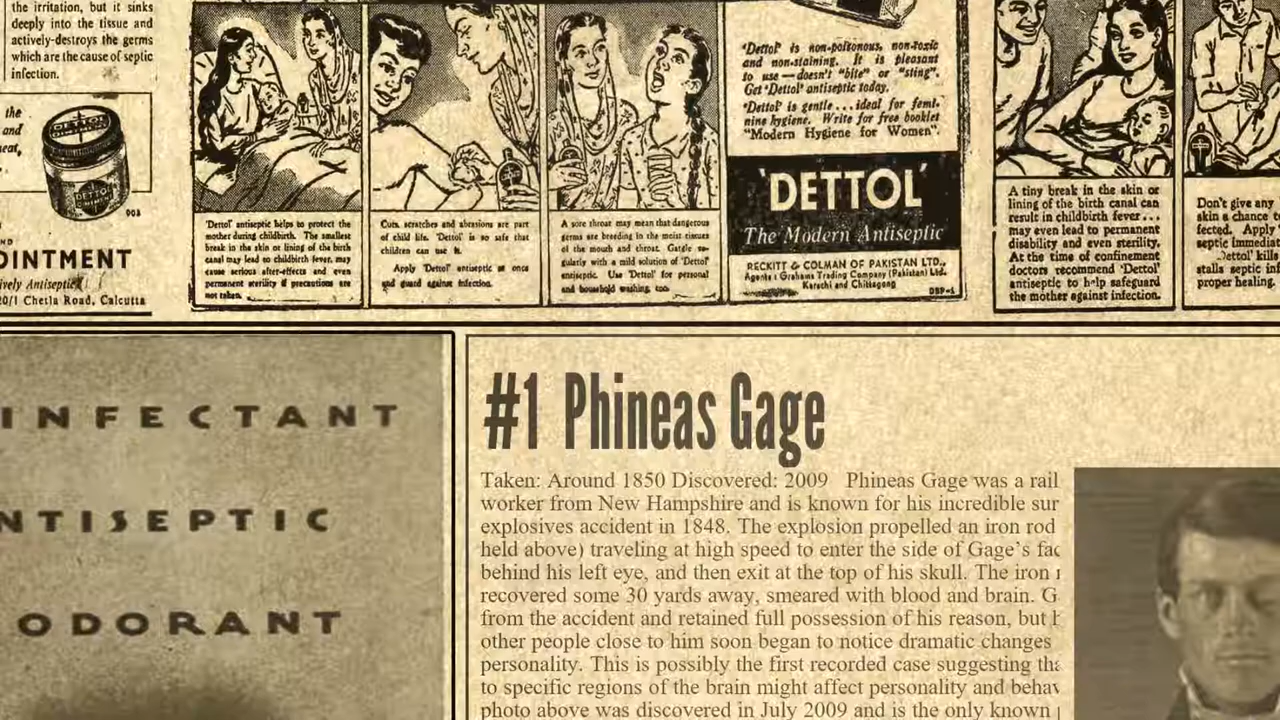 the irritation, but it sinks
deeply into the tissue and
actively-destroys the germs
which are the cause of septic
infection.
the
and
OINTMENT
20/1 Chetla Road, Calcutta
'Dettol' antiseptic helps to protect the
mother during childbirth. The smallest
break in the skin or lining of the birth
canal may lead to childbirth fever, may
cause serious after-effects and even
permanent sterility if precautions are
not taken.
Cuts, scratches and abrasions are part
of child life. 'Dettol' is so safe that
children can use it.
Apply 'Dettol' antiseptic at once
and guard against infection.
A sore throat may mean that dangerous
germs are breeding in the moist tissues
of the mouth and throat. Gargle re-
gularly with a mild solution of 'Dettol'
antiseptic. Use 'Dettol' for personal
and household washing, too.
'Dettol' is non-poisonous, non-toxic
and non-staining. It is pleasant
to use — doesn't "bite" or "sting".
Get 'Dettol' antiseptic today.
'Dettol' is gentle... ideal for femi-
nine hygiene. Write for free booklet
"Modern Hygiene for Women".
'DETTOL'
The Modern Antiseptic
RECKITT & COLMAN OF PAKISTAN LTD.,
Agents : Grahams Trading Company (Pakistan) Ltd.
Karachi and Chittagong
A tiny break in the skin or
lining of the birth canal can
result in childbirth fever...
may even lead to permanent
disability and even sterility.
At the time of confinement
doctors recommend 'Dettol'
antiseptic to help safeguard
the mother against infection.
Don't give any
skin a chance
fected. Apply
septic
'Dettol' kills
stalls septic
proper healing.
INFECTANT
NTISEPTIC
ODORANT
#1 Phineas Gage
Taken: Around 1850 Discovered: 2009 Phineas Gage was a rail
worker from New Hampshire and is known for his incredible sur
explosives accident in 1848. The explosion propelled an iron rod
held above) traveling at high speed to enter the side of Gage's fac
behind his left eye, and then exit at the top of his skull. The iron
recovered some 30 yards away, smeared with blood and brain. G
from the accident and retained full possession of his reason, but
other people close to him soon began to notice dramatic changes
personality. This is possibly the first recorded case suggesting tha
to specific regions of the brain might affect personality and behav
photo above was discovered in July 2009 and is the only known